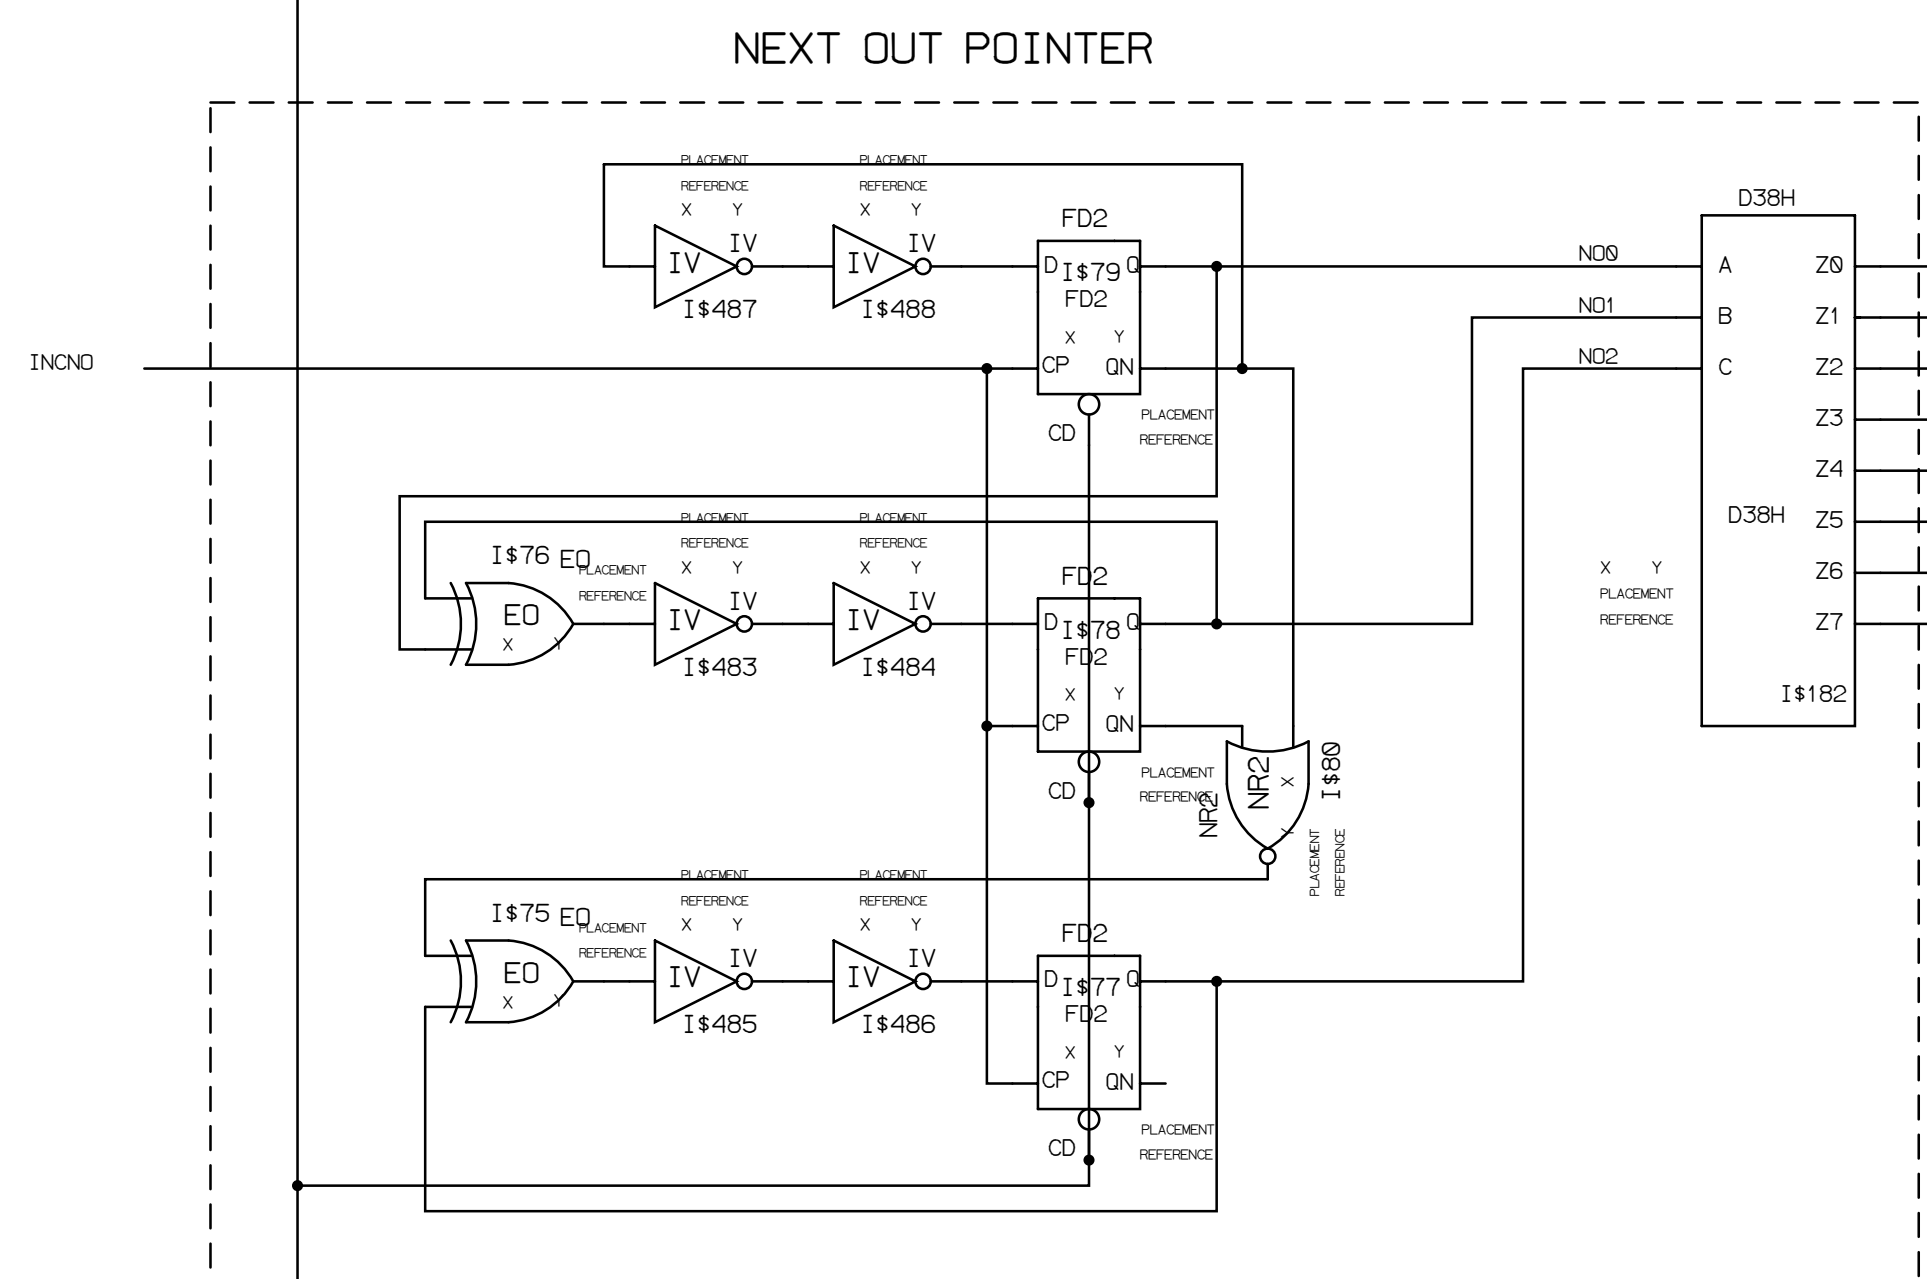 NEXT OUT POINTER
PLACEMENT PLACEMENT
REFERENCE REFERENCE
X Y X Y
D38H
FD2
IV IV
IV IV
I$487 I$488
D Q
I$79
FD2
X Y
CP QN
CD
PLACEMENT
REFERENCE
NO0
NO1
NO2
A Z0
B Z1
C Z2
Z3
Z4
D38H Z5
Z6
Z7
I$182
X Y
PLACEMENT
REFERENCE
INCNO
I$76 EO
PLACEMENT
REFERENCE
EO
X Y
PLACEMENT PLACEMENT
REFERENCE REFERENCE
X Y X Y
IV IV
IV IV
I$483 I$484
FD2
D Q
I$78
FD2
X Y
CP QN
CD
PLACEMENT
REFERENCE
NR2
NR2
X
Y
I$80
PLACEMENT
REFERENCE
I$75 EO
PLACEMENT
REFERENCE
EO
X Y
PLACEMENT PLACEMENT
REFERENCE REFERENCE
X Y X Y
IV IV
IV IV
I$485 I$486
FD2
D Q
I$77
FD2
X Y
CP QN
CD
PLACEMENT
REFERENCE